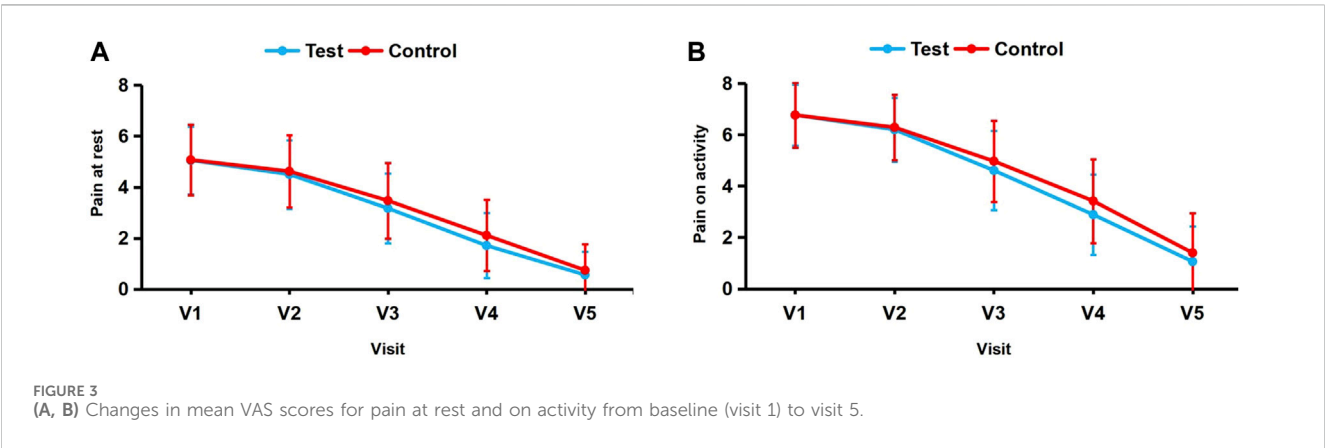 A
Test Control
8
6
4
2
0
Pain at rest
V1 V2 V3 V4 V5
Visit
B
Test Control
8
6
4
2
0
Pain on activity
V1 V2 V3 V4 V5
Visit
FIGURE 3
(A, B) Changes in mean VAS scores for pain at rest and on activity from baseline (visit 1) to visit 5.